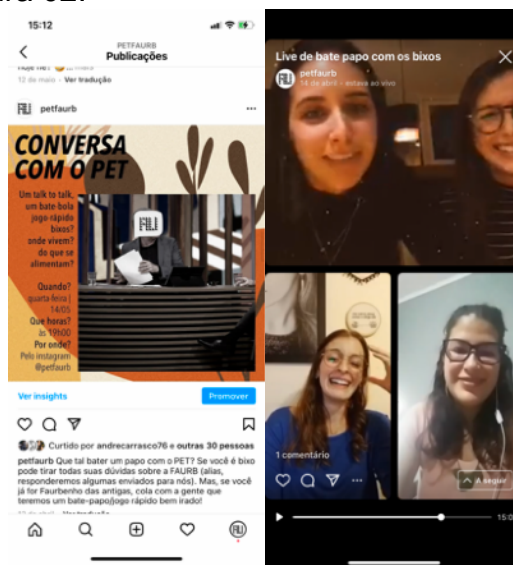 15:12
PETFAURB
Publicações
12 de maio · Ver tradução
petfaurb
CONVERSA
COM O PET
Um talk to talk,
um bate-bola
jogo-rápido
bixos?
onde vivem?
do que se
alimentam?
Quando?
quarta feira |
14/05
Que horas?
às 19h00
Por onde?
Pelo instagram
@petfaurb
Ver insights
Promover
Curtido por andrecarrasco76 e outras 30 pessoas
petfaurb Que tal bater um papo com o PET? Se você é bixo
pode tirar todas suas dúvidas sobre a FAURB (alias,
responderemos algumas enviados para nós). Mas, se você
já for Faurbenho das antigas, cola com a gente que
teremos um bate-papo/jogo rápido bem irado!
Live de bate papo com os bixos
petfaurb
14 de abril · estava ao vivo
1 comentário
A seguir